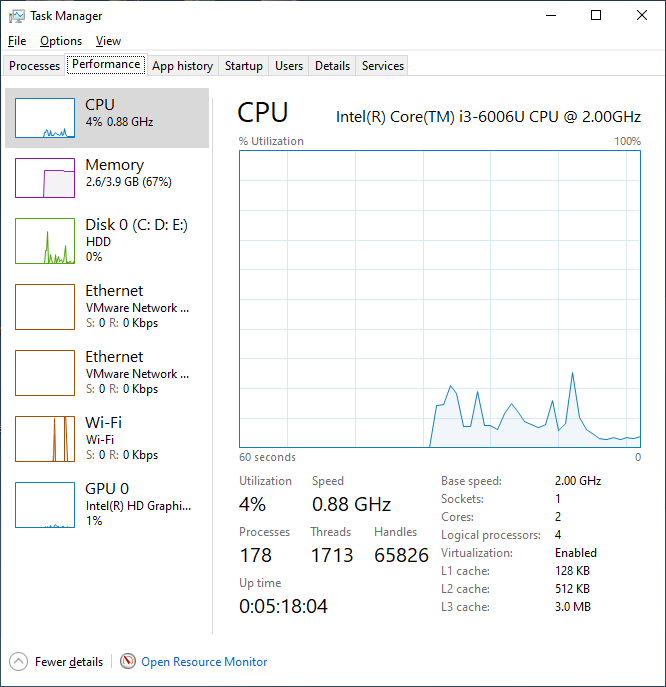 Task Manager
File Options View
Processes Performance App history Startup Users Details Services
CPU
4% 0.88 GHz
Memory
2.6/3.9 GB (67%)
Disk 0 (C: D: E:)
HDD
0%
Ethernet
VMware Network ...
S: 0 R: 0 Kbps
Ethernet
VMware Network ...
S: 0 R: 0 Kbps
Wi-Fi
Wi-Fi
S: 0 R: 0 Kbps
GPU 0
Intel(R) HD Graphi...
1%
CPU Intel(R) Core(TM) i3-6006U CPU @ 2.00GHz
% Utilization 100%
60 seconds 0
Utilization Speed
4% 0.88 GHz
Processes Threads Handles
178 1713 65826
Up time
0:05:18:04
Base speed: 2.00 GHz
Sockets: 1
Cores: 2
Logical processors: 4
Virtualization: Enabled
L1 cache: 128 KB
L2 cache: 512 KB
L3 cache: 3.0 MB
Fewer details Open Resource Monitor